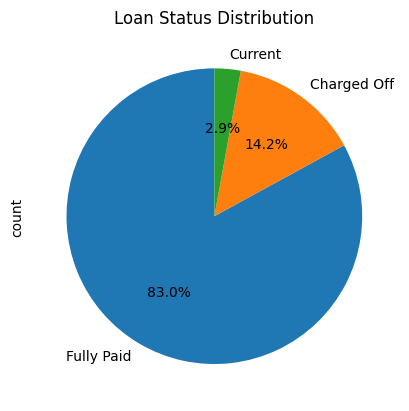 Loan Status Distribution
Current
Charged Off
2.9%
14.2%
count
83.0%
Fully Paid